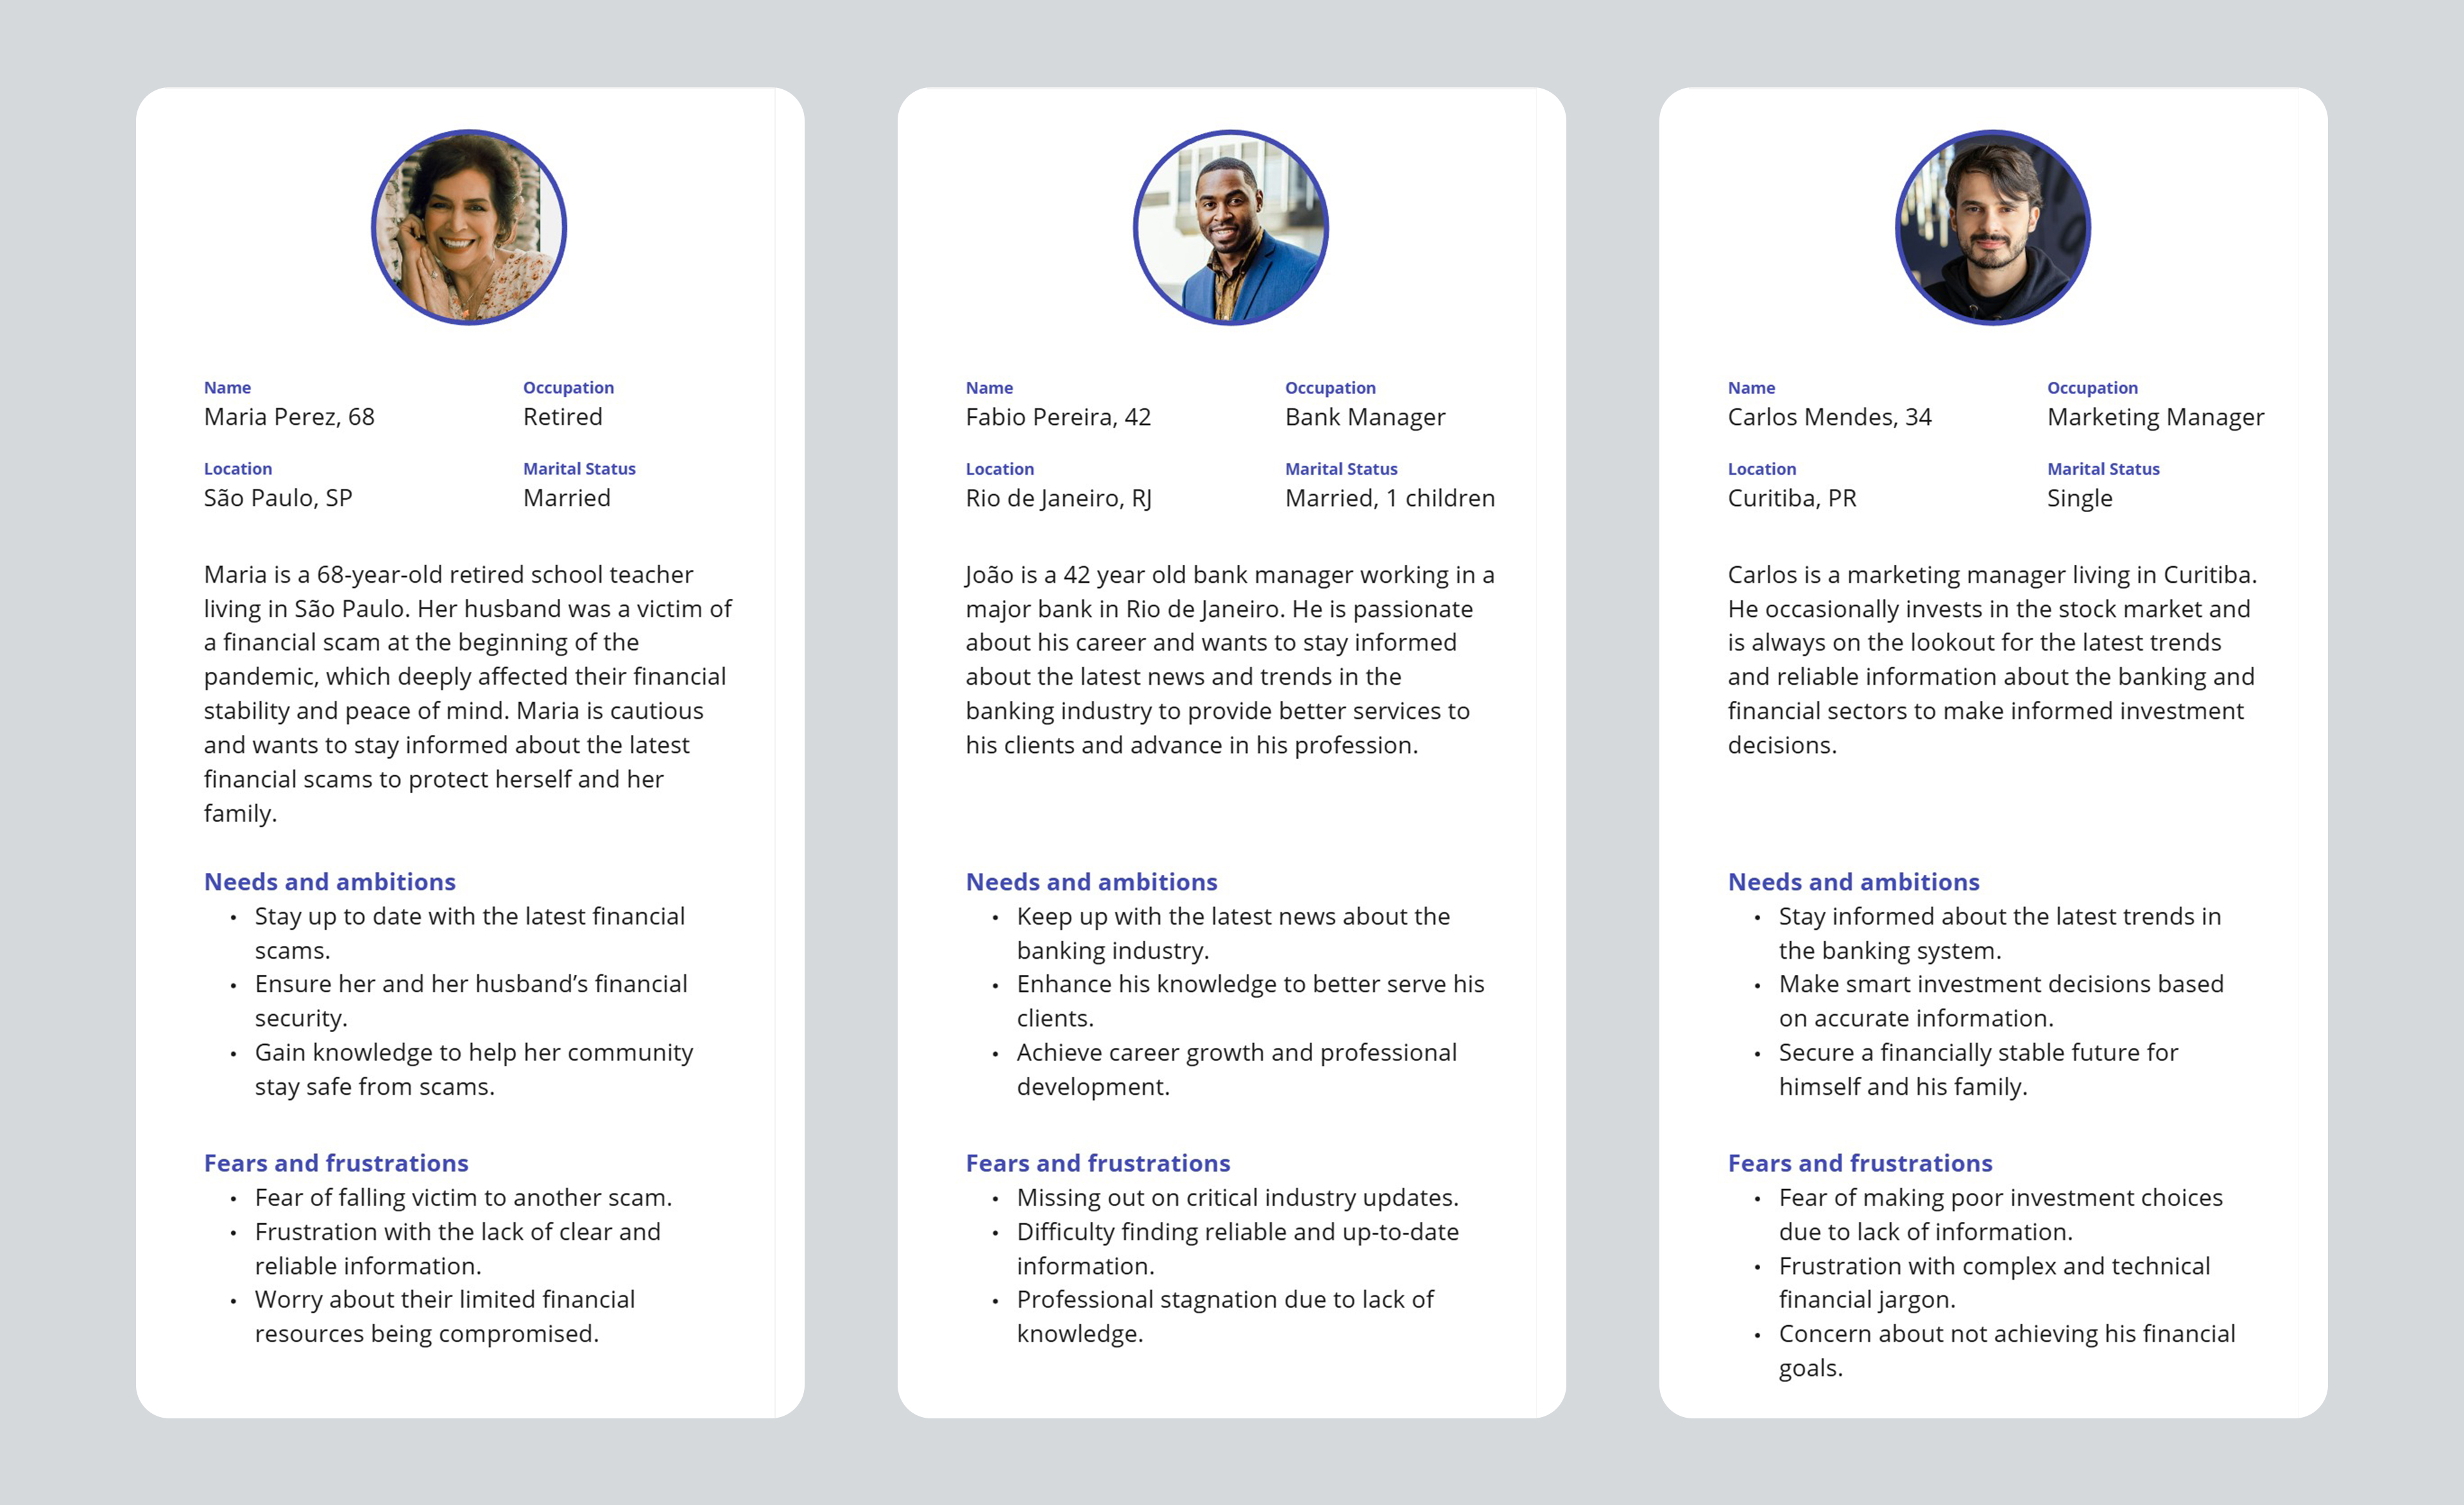 Name
Occupation
Maria Perez, 68
Retired
Location
Marital Status
São Paulo, SP
Married
Maria is a 68-year-old retired school teacher
living in São Paulo. Her husband was a victim of
a financial scam at the beginning of the
pandemic, which deeply affected their financial
stability and peace of mind. Maria is cautious
and wants to stay informed about the latest
financial scams to protect herself and her
family.
Needs and ambitions
• Stay up to date with the latest financial
scams.
• Ensure her and her husband’s financial
security.
• Gain knowledge to help her community
stay safe from scams.
Fears and frustrations
• Fear of falling victim to another scam.
• Frustration with the lack of clear and
reliable information.
• Worry about their limited financial
resources being compromised.
Name
Occupation
Fabio Pereira, 42
Bank Manager
Location
Marital Status
Rio de Janeiro, RJ
Married, 1 children
João is a 42 year old bank manager working in a
major bank in Rio de Janeiro. He is passionate
about his career and wants to stay informed
about the latest news and trends in the
banking industry to provide better services to
his clients and advance in his profession.
Needs and ambitions
• Keep up with the latest news about the
banking industry.
• Enhance his knowledge to better serve his
clients.
• Achieve career growth and professional
development.
Fears and frustrations
• Missing out on critical industry updates.
• Difficulty finding reliable and up-to-date
information.
• Professional stagnation due to lack of
knowledge.
Name
Occupation
Carlos Mendes, 34
Marketing Manager
Location
Marital Status
Curitiba, PR
Single
Carlos is a marketing manager living in Curitiba.
He occasionally invests in the stock market and
is always on the lookout for the latest trends
and reliable information about the banking and
financial sectors to make informed investment
decisions.
Needs and ambitions
• Stay informed about the latest trends in
the banking system.
• Make smart investment decisions based
on accurate information.
• Secure a financially stable future for
himself and his family.
Fears and frustrations
• Fear of making poor investment choices
due to lack of information.
• Frustration with complex and technical
financial jargon.
• Concern about not achieving his financial
goals.